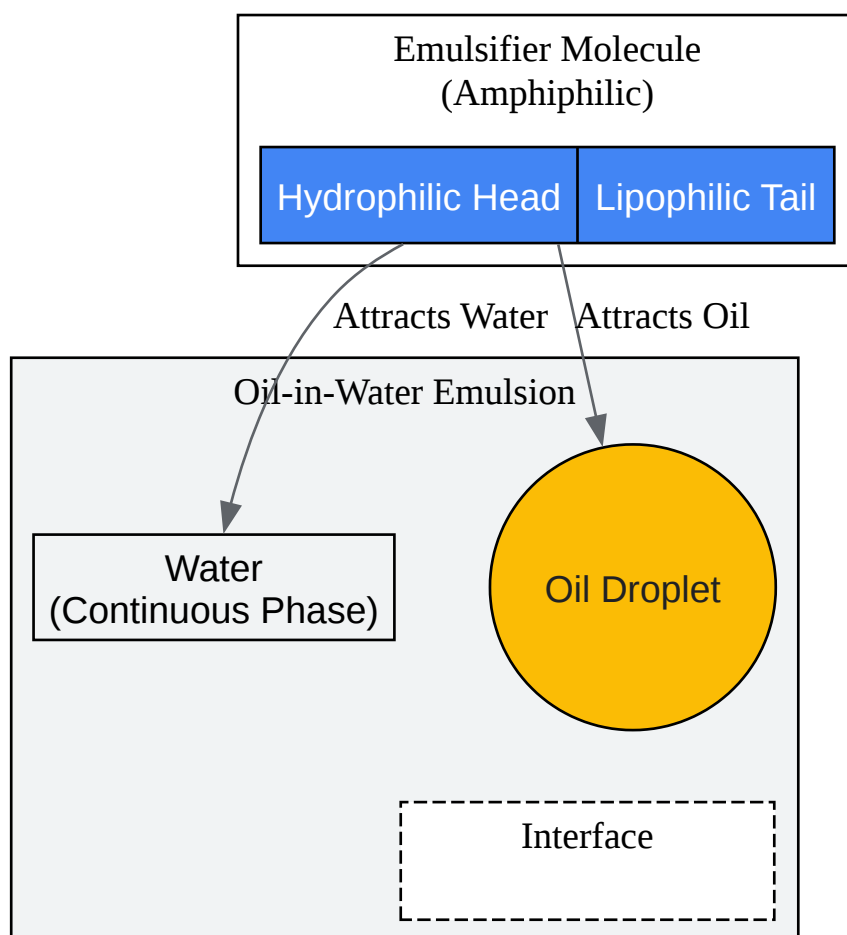 Emulsifier Molecule
(Amphiphilic)
Hydrophilic Head
Lipophilic Tail
Attracts Water
Attracts Oil
Oil-in-Water Emulsion
Water
(Continuous Phase)
Oil Droplet
Interface